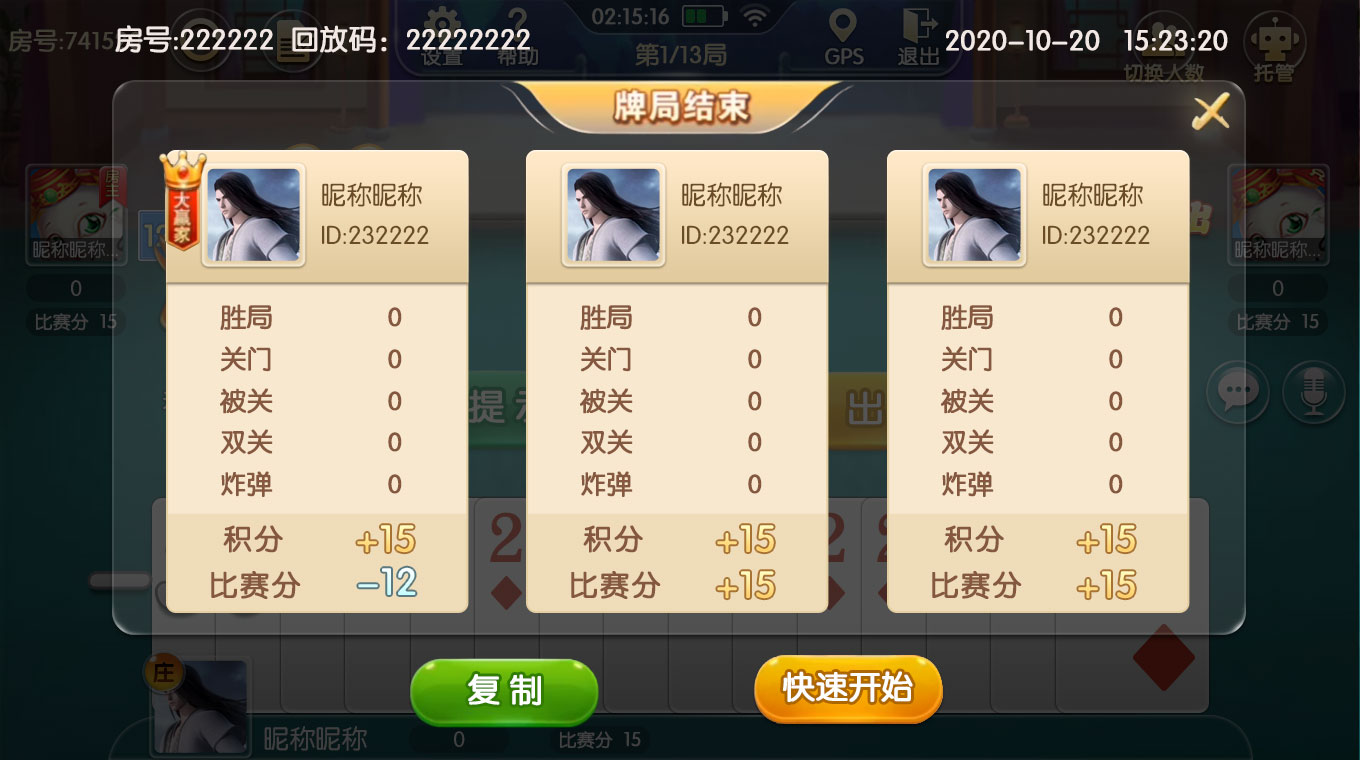 房号:7415
房号:222222 回放码：22222222
02:15:16
2020-10-20 15:23:20
设置
帮助
第1/13局
GPS
退出
切换人数
托管
牌局结束
房主
昵称昵称...
0
比赛分 15
昵称昵称...
0
比赛分 15
大赢家
昵称昵称
ID:232222
胜局 0
关门 0
被关 0
双关 0
炸弹 0
积分 +15
比赛分 -12
昵称昵称
ID:232222
胜局 0
关门 0
被关 0
双关 0
炸弹 0
积分 +15
比赛分 +15
昵称昵称
ID:232222
胜局 0
关门 0
被关 0
双关 0
炸弹 0
积分 +15
比赛分 +15
提
出
2
2
复制
快速开始
庄
昵称昵称
0
比赛分 15